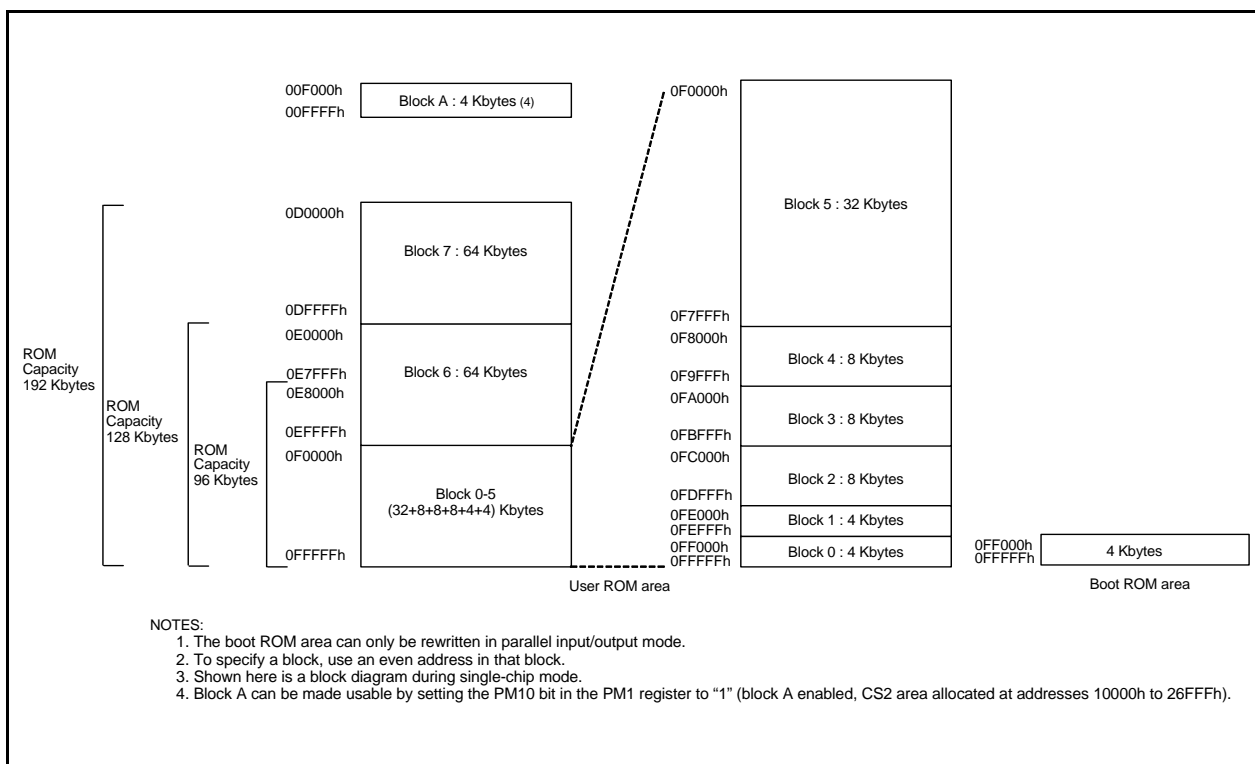 00F000h
00FFFFh
Block A : 4 Kbytes (4)
0D0000h
Block 7 : 64 Kbytes
0DFFFFh
0E0000h
Block 6 : 64 Kbytes
0E7FFFh
0E8000h
0EFFFFh
0F0000h
Block 0-5
(32+8+8+8+4+4) Kbytes
0FFFFFh
ROM
Capacity
192 Kbytes
ROM
Capacity
128 Kbytes
ROM
Capacity
96 Kbytes
0F0000h
Block 5 : 32 Kbytes
0F7FFFh
0F8000h
Block 4 : 8 Kbytes
0F9FFFh
0FA000h
Block 3 : 8 Kbytes
0FBFFFh
0FC000h
Block 2 : 8 Kbytes
0FDFFFh
0FE000h
Block 1 : 4 Kbytes
0FEFFFh
0FF000h
Block 0 : 4 Kbytes
0FFFFFh
User ROM area
0FF000h
0FFFFFh
4 Kbytes
Boot ROM area
NOTES:
1. The boot ROM area can only be rewritten in parallel input/output mode.
2. To specify a block, use an even address in that block.
3. Shown here is a block diagram during single-chip mode.
4. Block A can be made usable by setting the PM10 bit in the PM1 register to “1” (block A enabled, CS2 area allocated at addresses 10000h to 26FFFh).